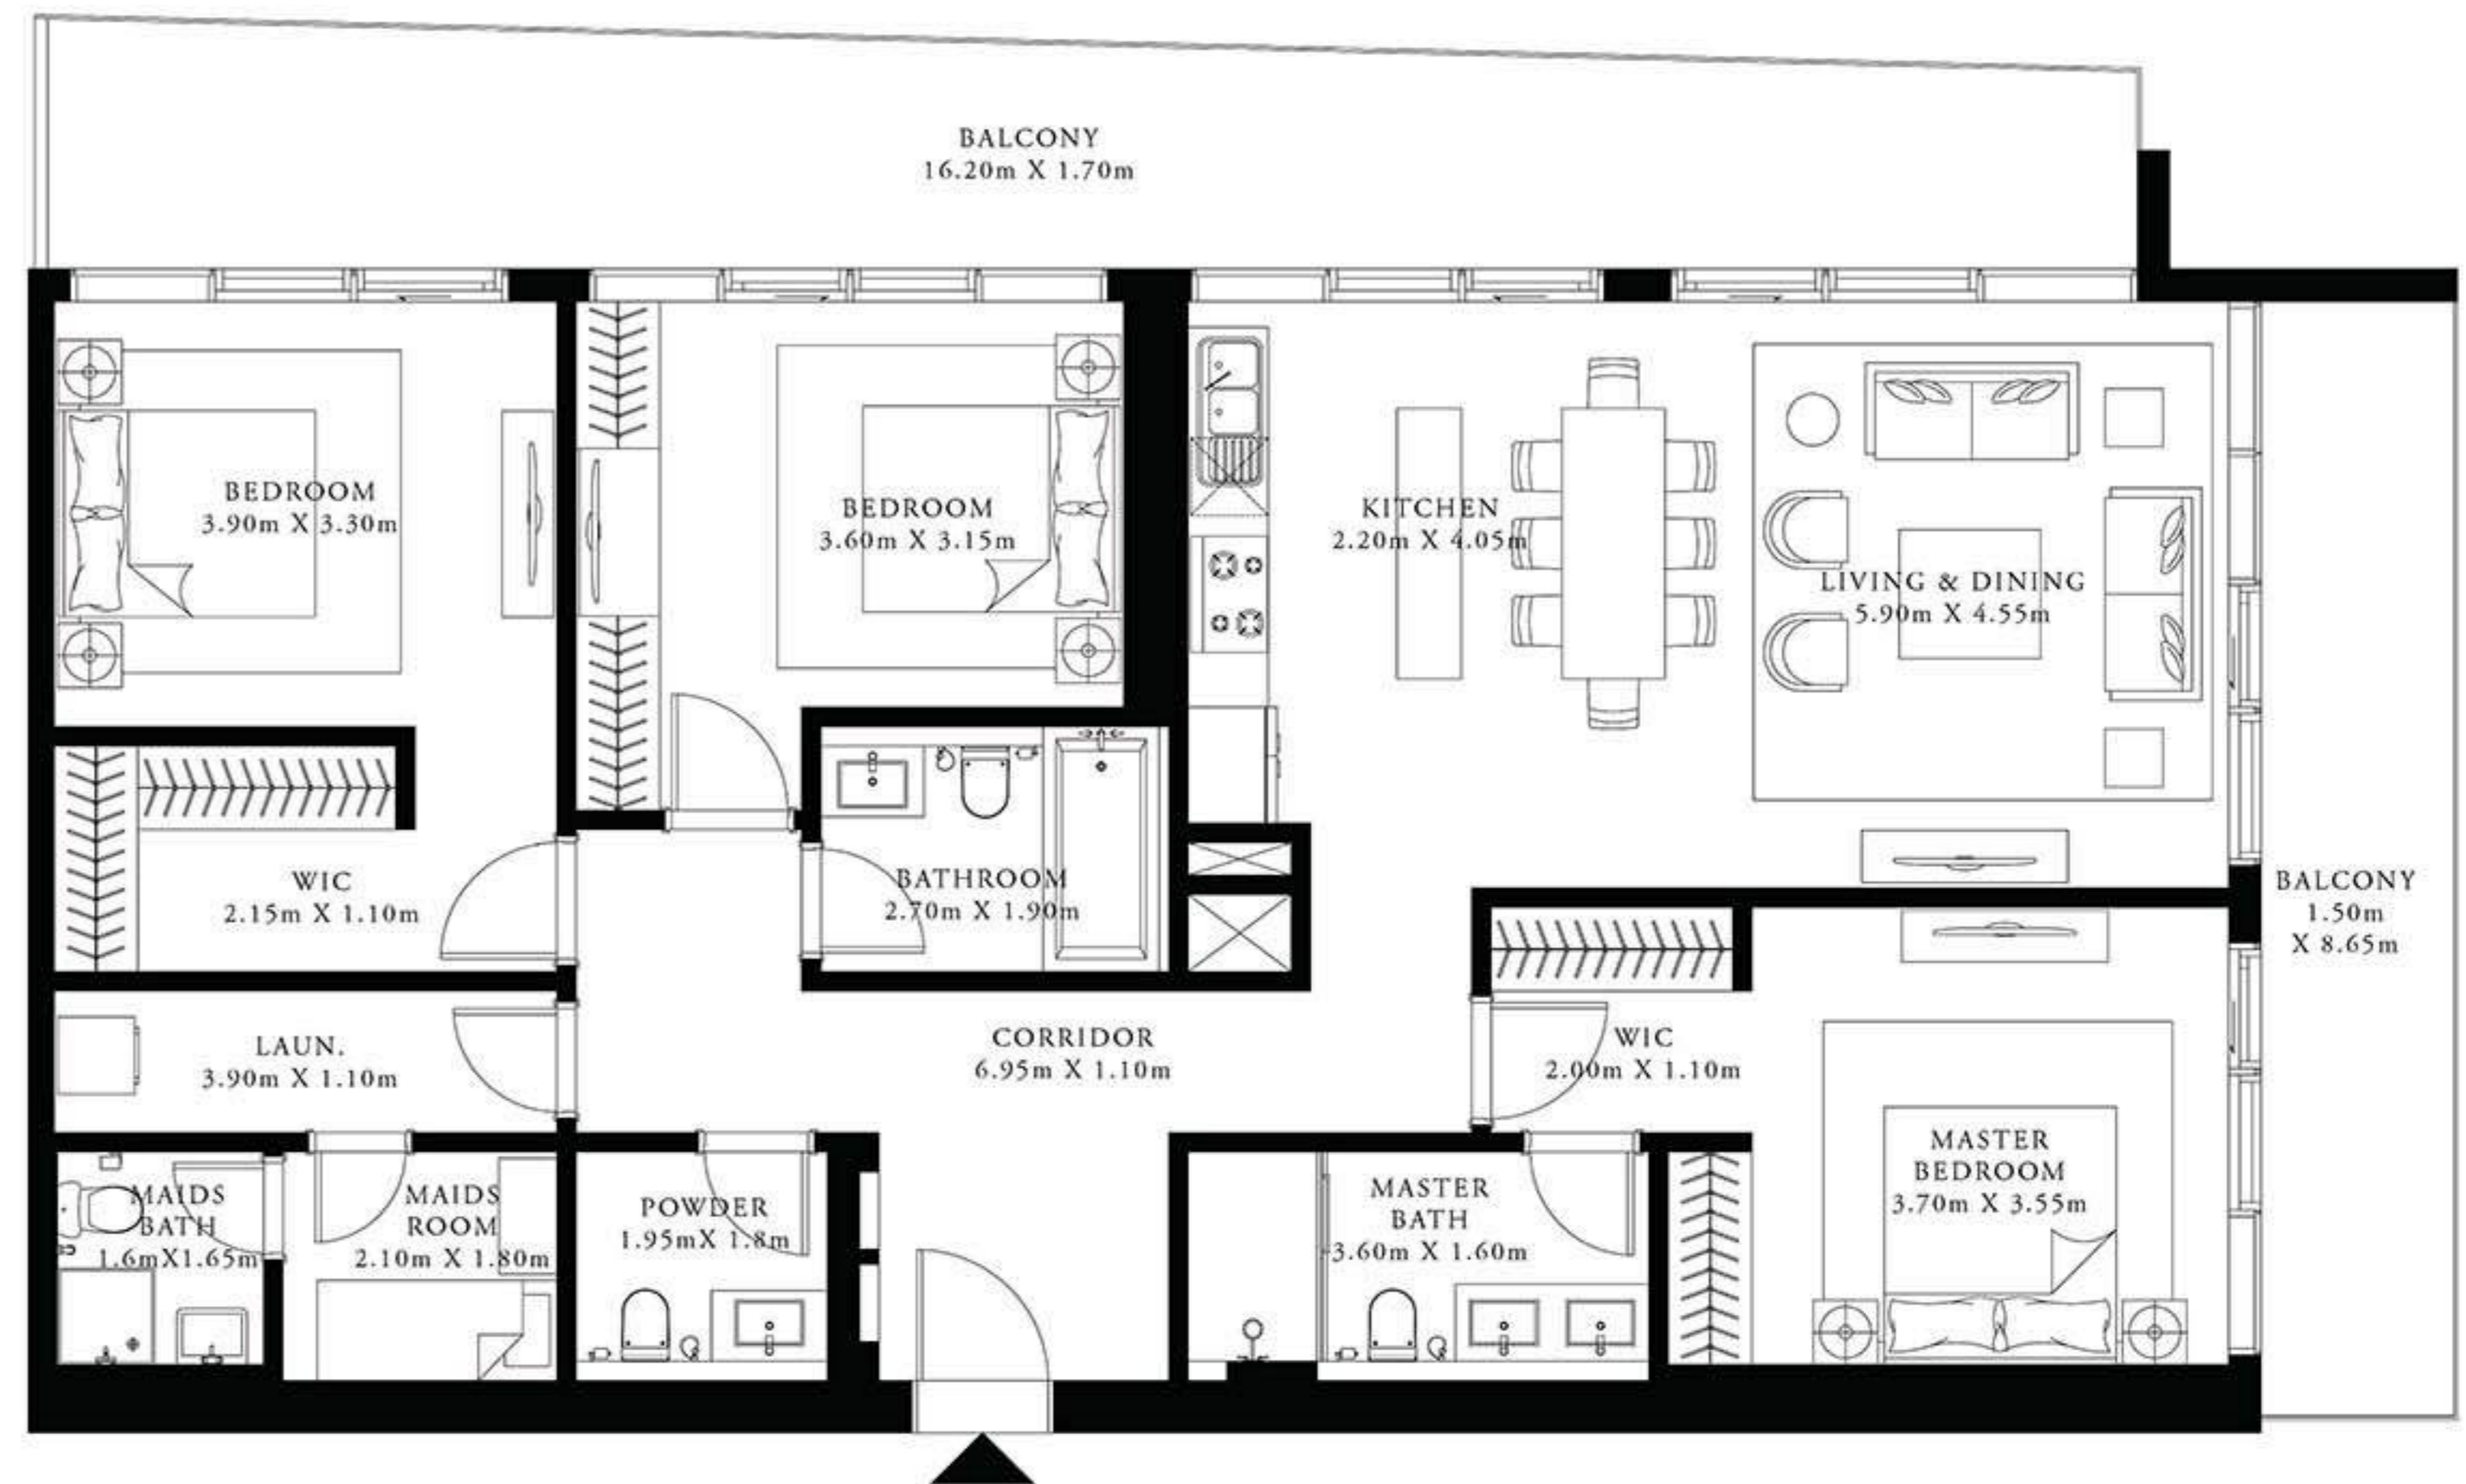 BALCONY
16.20m X 1.70m
BEDROOM
3.90m X 3.30m
BEDROOM
3.60m X 3.15m
KITCHEN
2.20m X 4.05m
LIVING & DINING
5.90m X 4.55m
WIC
2.15m X 1.10m
BATHROOM
2.70m X 1.90m
BALCONY
1.50m
X 8.65m
LAUN.
3.90m X 1.10m
CORRIDOR
6.95m X 1.10m
WIC
2.00m X 1.10m
MAIDS
BATH
1.6mX1.65m
MAIDS
ROOM
2.10m X 1.80m
POWDER
1.95mX 1.8m
MASTER
BATH
3.60m X 1.60m
MASTER
BEDROOM
3.70m X 3.55m